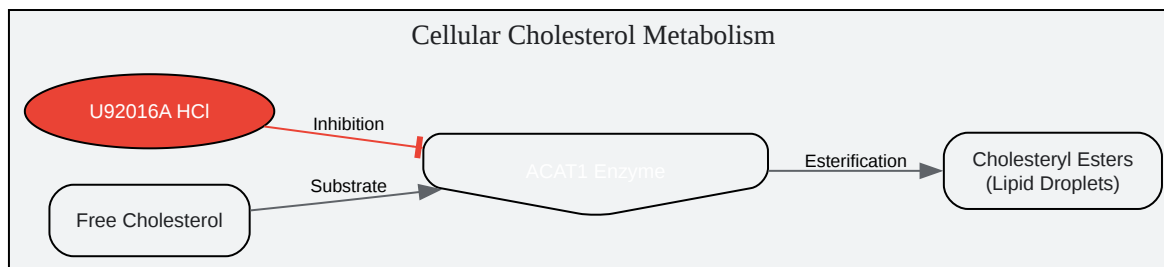 Cellular Cholesterol Metabolism
U92016A HCl
Inhibition
ACAT1 Enzyme
Substrate
Free Cholesterol
Esterification
Cholesteryl Esters
(Lipid Droplets)